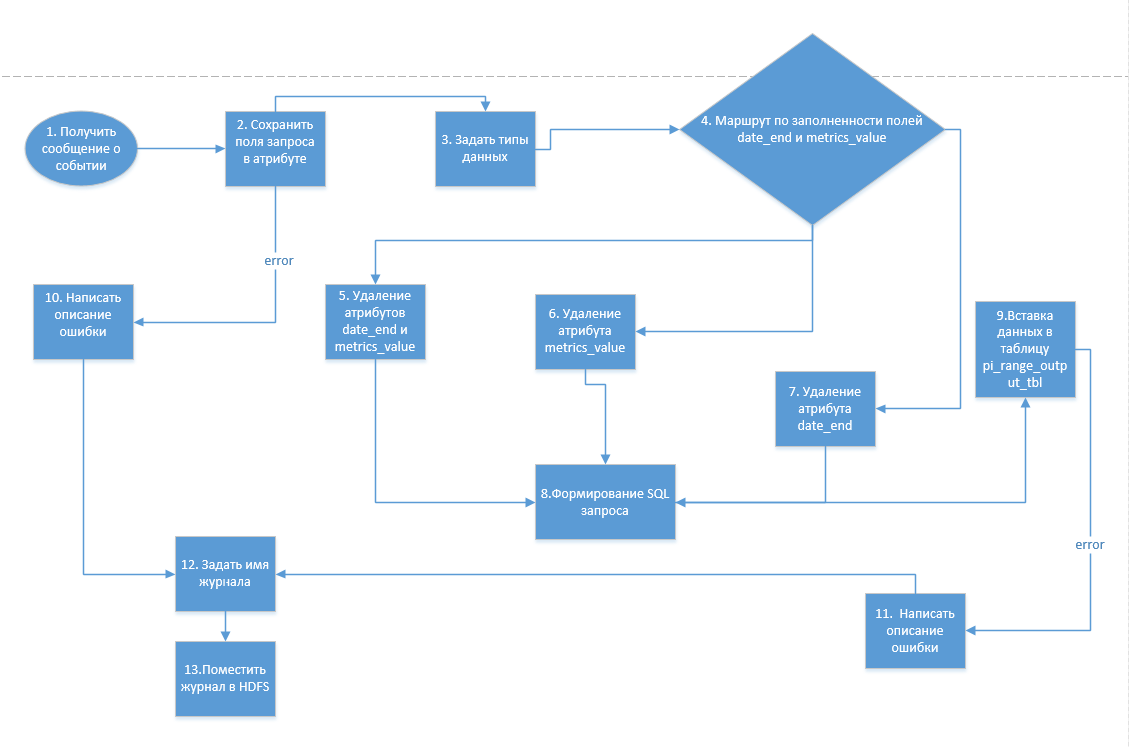 1. Получить
сообщение о
событии
2. Сохранить
поля запроса
в атрибуте
3. Задать типы
данных
4. Маршрут по заполненности полей
date_end и metrics_value
error
10. Написать
описание
ошибки
5. Удаление
атрибутов
date_end и
metrics_value
6. Удаление
атрибута
metrics_value
7. Удаление
атрибута
date_end
9.Вставка
данных в
таблицу
pi_range_outp
ut_tbl
8.Формирование SQL
запроса
error
12. Задать имя
журнала
11. Написать
описание
ошибки
13.Поместить
журнал в HDFS